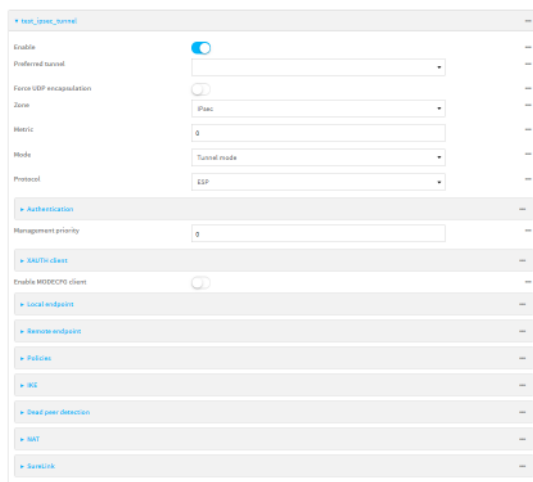 test_ipsec_tunnel
Enable
Preferred tunnel
Force UDP encapsulation
Zone
IPsec
Metric
0
Mode
Tunnel mode
Protocol
ESP
Authentication
Management priority
0
XAUTH client
Enable MODECFG client
Local endpoint
Remote endpoint
Policies
IKE
Dead peer detection
NAT
SureLink